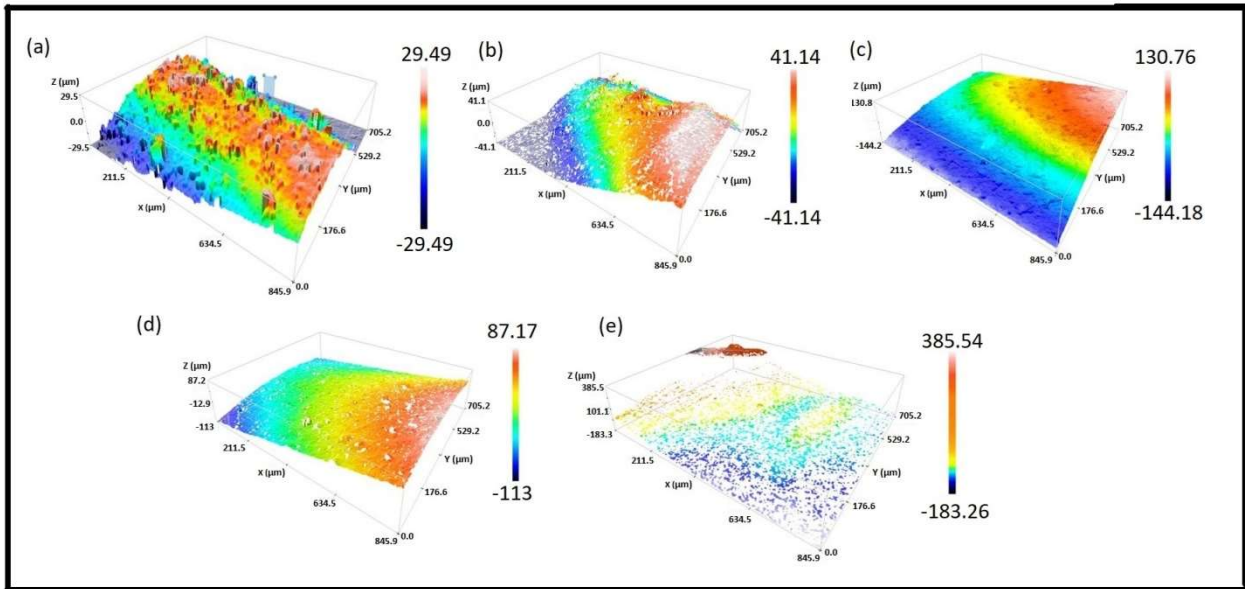 (a)
29.49
-29.49
Z (µm)
29.5
0.0
-29.5
211.5
X (µm)
634.5
845.9
0.0
176.6
Y (µm)
529.2
705.2
(b)
41.14
-41.14
Z (µm)
41.1
0.0
-41.1
211.5
X (µm)
634.5
845.9
0.0
176.6
Y (µm)
529.2
705.2
(c)
130.76
-144.18
Z (µm)
130.8
-144.2
211.5
X (µm)
634.5
845.9
0.0
176.6
Y (µm)
529.2
705.2
(d)
87.17
-113
Z (µm)
87.2
-12.9
-113
211.5
X (µm)
634.5
845.9
0.0
176.6
Y (µm)
529.2
705.2
(e)
385.54
-183.26
Z (µm)
385.5
101.1
-183.3
211.5
X (µm)
634.5
845.9
0.0
176.6
Y (µm)
529.2
705.2